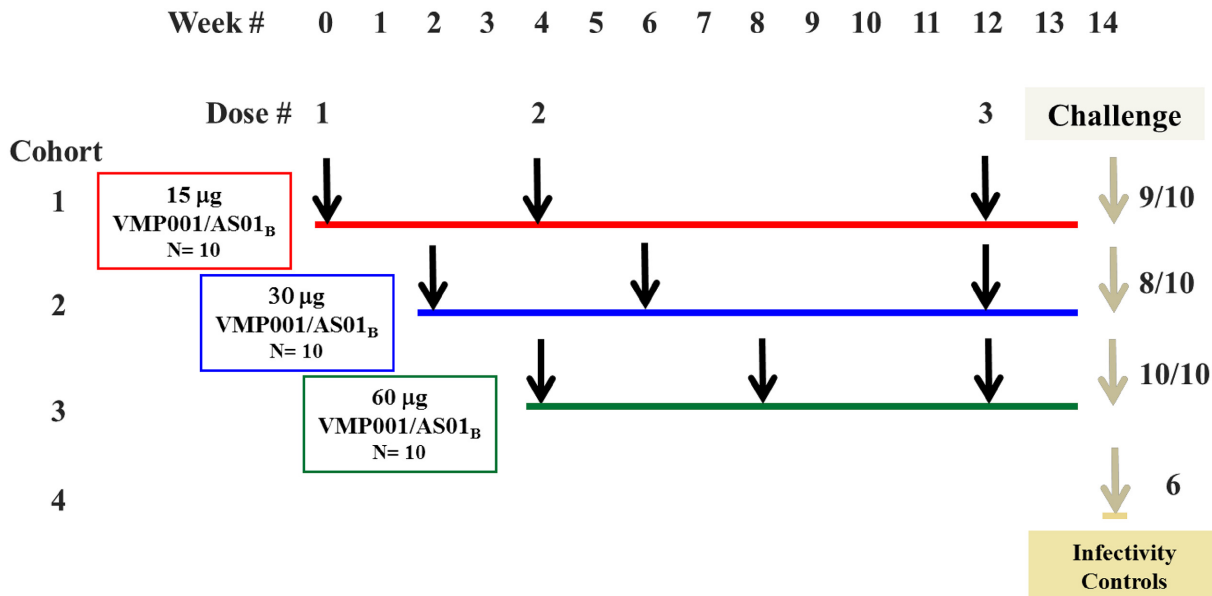 Week # 0 1 2 3 4 5 6 7 8 9 10 11 12 13 14
Dose # 1 2 3 Challenge
Cohort
1
15 µg
VMP001/AS01B
N= 10
9/10
2
30 µg
VMP001/AS01B
N= 10
8/10
3
60 µg
VMP001/AS01B
N= 10
10/10
4
6
Infectivity
Controls